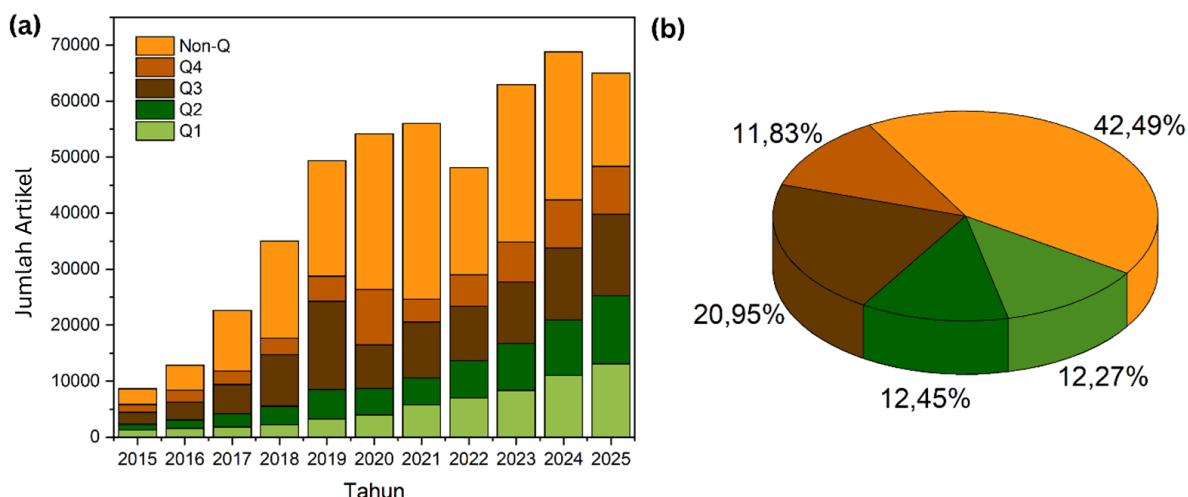 (a)
Jumlah Artikel
70000
60000
50000
40000
30000
20000
10000
0
Non-Q
Q4
Q3
Q2
Q1
2015 2016 2017 2018 2019 2020 2021 2022 2023 2024 2025
Tahun
(b)
11,83%
42,49%
20,95%
12,45%
12,27%